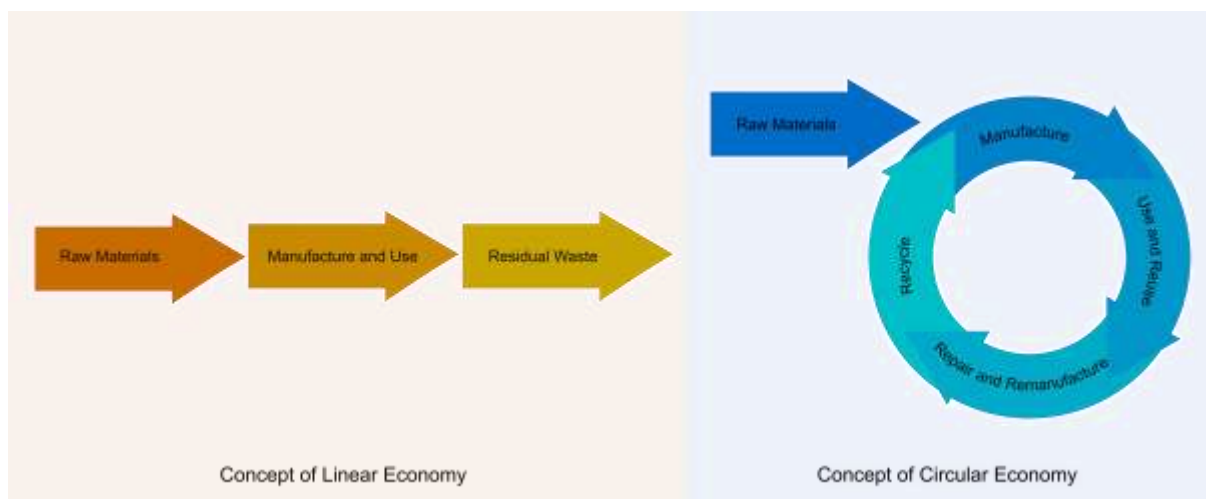 Raw Materials
Manufacture and Use
Residual Waste
Concept of Linear Economy
Raw Materials
Manufacture
Use and Reuse
Repair and Remanufacture
Recycle
Concept of Circular Economy